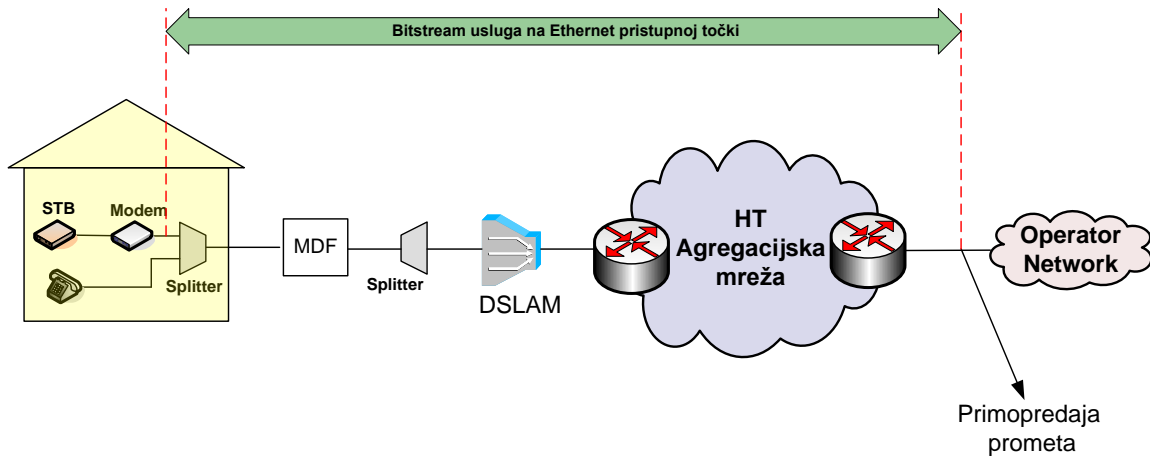 Bitstream usluga na Ethernet pristupnoj točki
STB
Modem
Splitter
MDF
Splitter
DSLAM
HT
Agregacijska
mreža
Operator
Network
Primopredaja
prometa